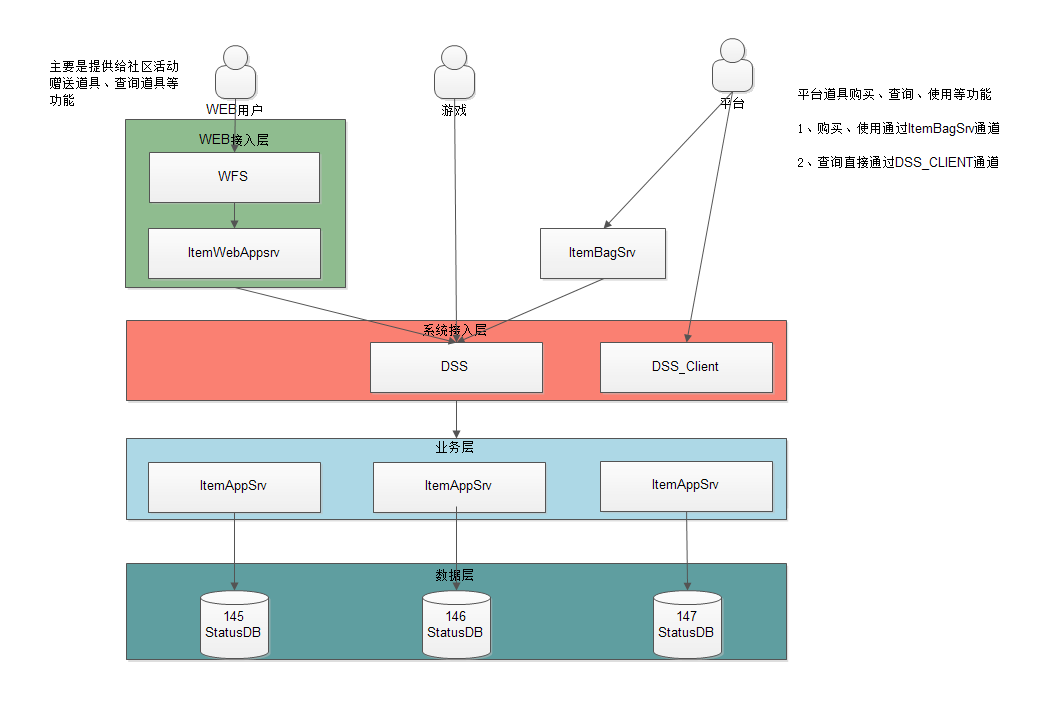 主要是提供给社区活动
赠送道具、查询道具等
功能
WEB用户
游戏
平台
平台道具购买、查询、使用等功能
1、购买、使用通过ItemBagSrv通道
2、查询直接通过DSS_CLIENT通道
WEB接入层
WFS
ItemWebAppsrv
ItemBagSrv
系统接入层
DSS
DSS_Client
业务层
ItemAppSrv
ItemAppSrv
ItemAppSrv
数据层
145
StatusDB
146
StatusDB
147
StatusDB